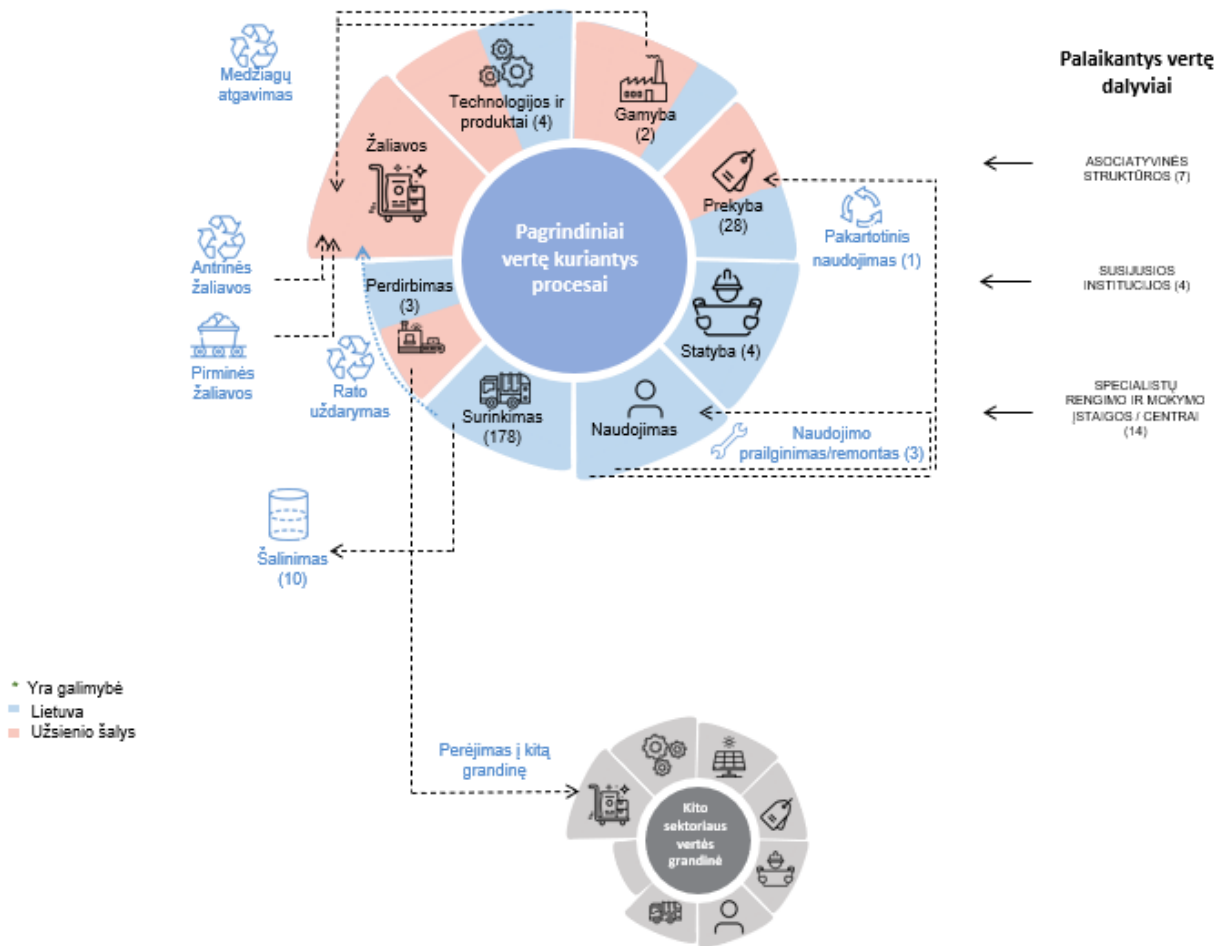 Medžiagų
atgavimas
Technologijos ir
produktai (4)
Gamyba
(2)
Palaikantys vertę
dalyviai
Žaliavos
Prekyba
(28)
ASOCIATYVINĖS
STRUKTŪROS (7)
Pagrindiniai
vertę kuriantys
procesai
Pakartotinis
naudojimas (1)
Antrinės
žaliavos
Perdirbimas
(3)
SUSIJUSIOS
INSTITUCIJOS (4)
Statyba (4)
Pirminės
žaliavos
Rato
uždarymas
Surinkimas
(178)
Naudojimas
Naudojimo
prailginimas/remontas (3)
SPECIALISTŲ
RENGIMO IR MOKYMO
ĮSTAIGOS / CENTRAI
(14)
Šalinimas
(10)
* Yra galimybė
Lietuva
Užsienio šalys
Perėjimas į kitą
grandinę
Kito
sektoriaus
vertės
grandinė